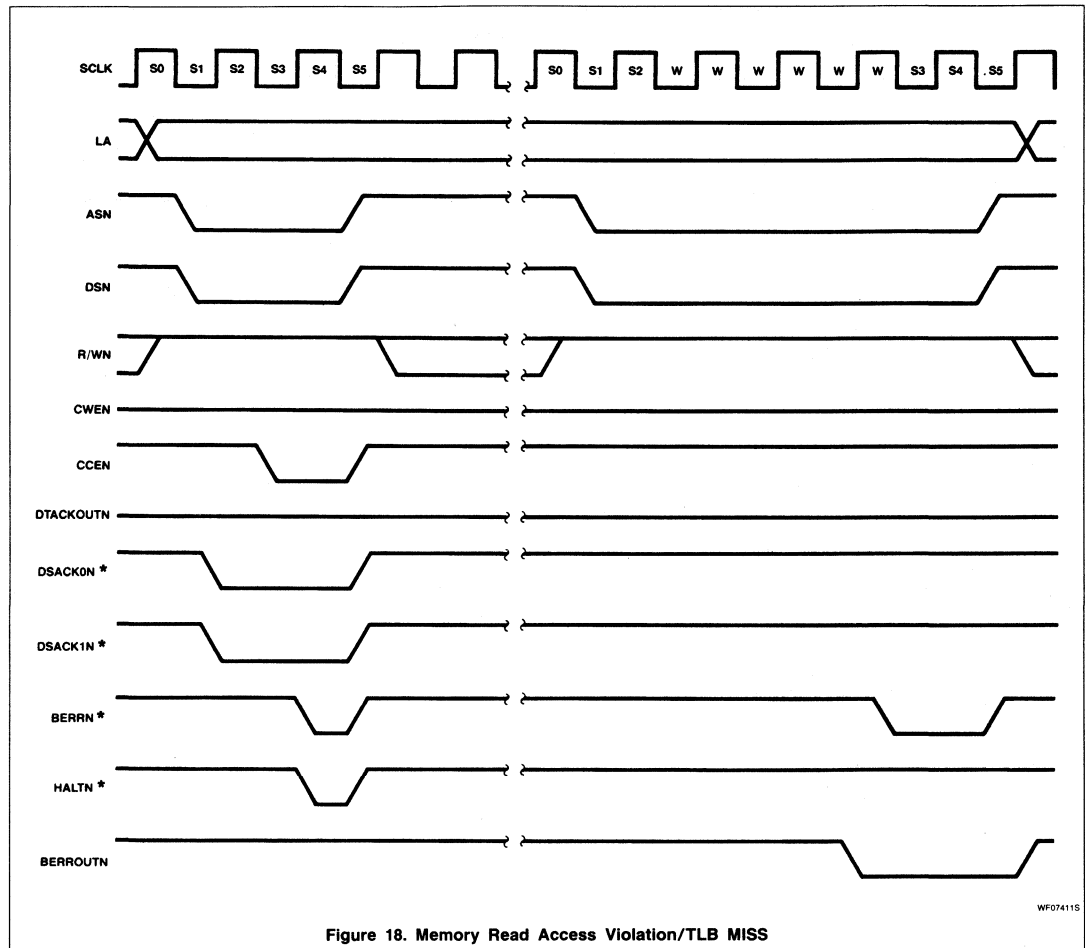 SCLK S0 S1 S2 S3 S4 S5 S0 S1 S2 W W W W W W S3 S4 . S5
LA
ASN
DSN
R/WN
CWEN
CCEN
DTACKOUTN
DSACK0N *
DSACK1N *
BERRN *
HALTN *
BERROUTN
WF07411S
Figure 18. Memory Read Access Violation/TLB MISS